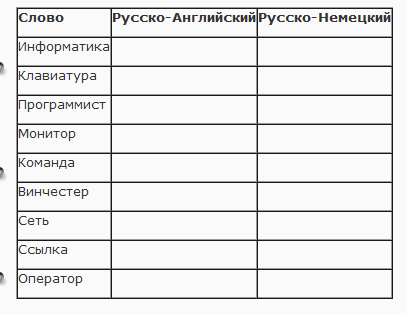 Слово Русско-Английский Русско-Немецкий
Информатика
Клавиатура
Программист
Монитор
Команда
Винчестер
Сеть
Ссылка
Оператор